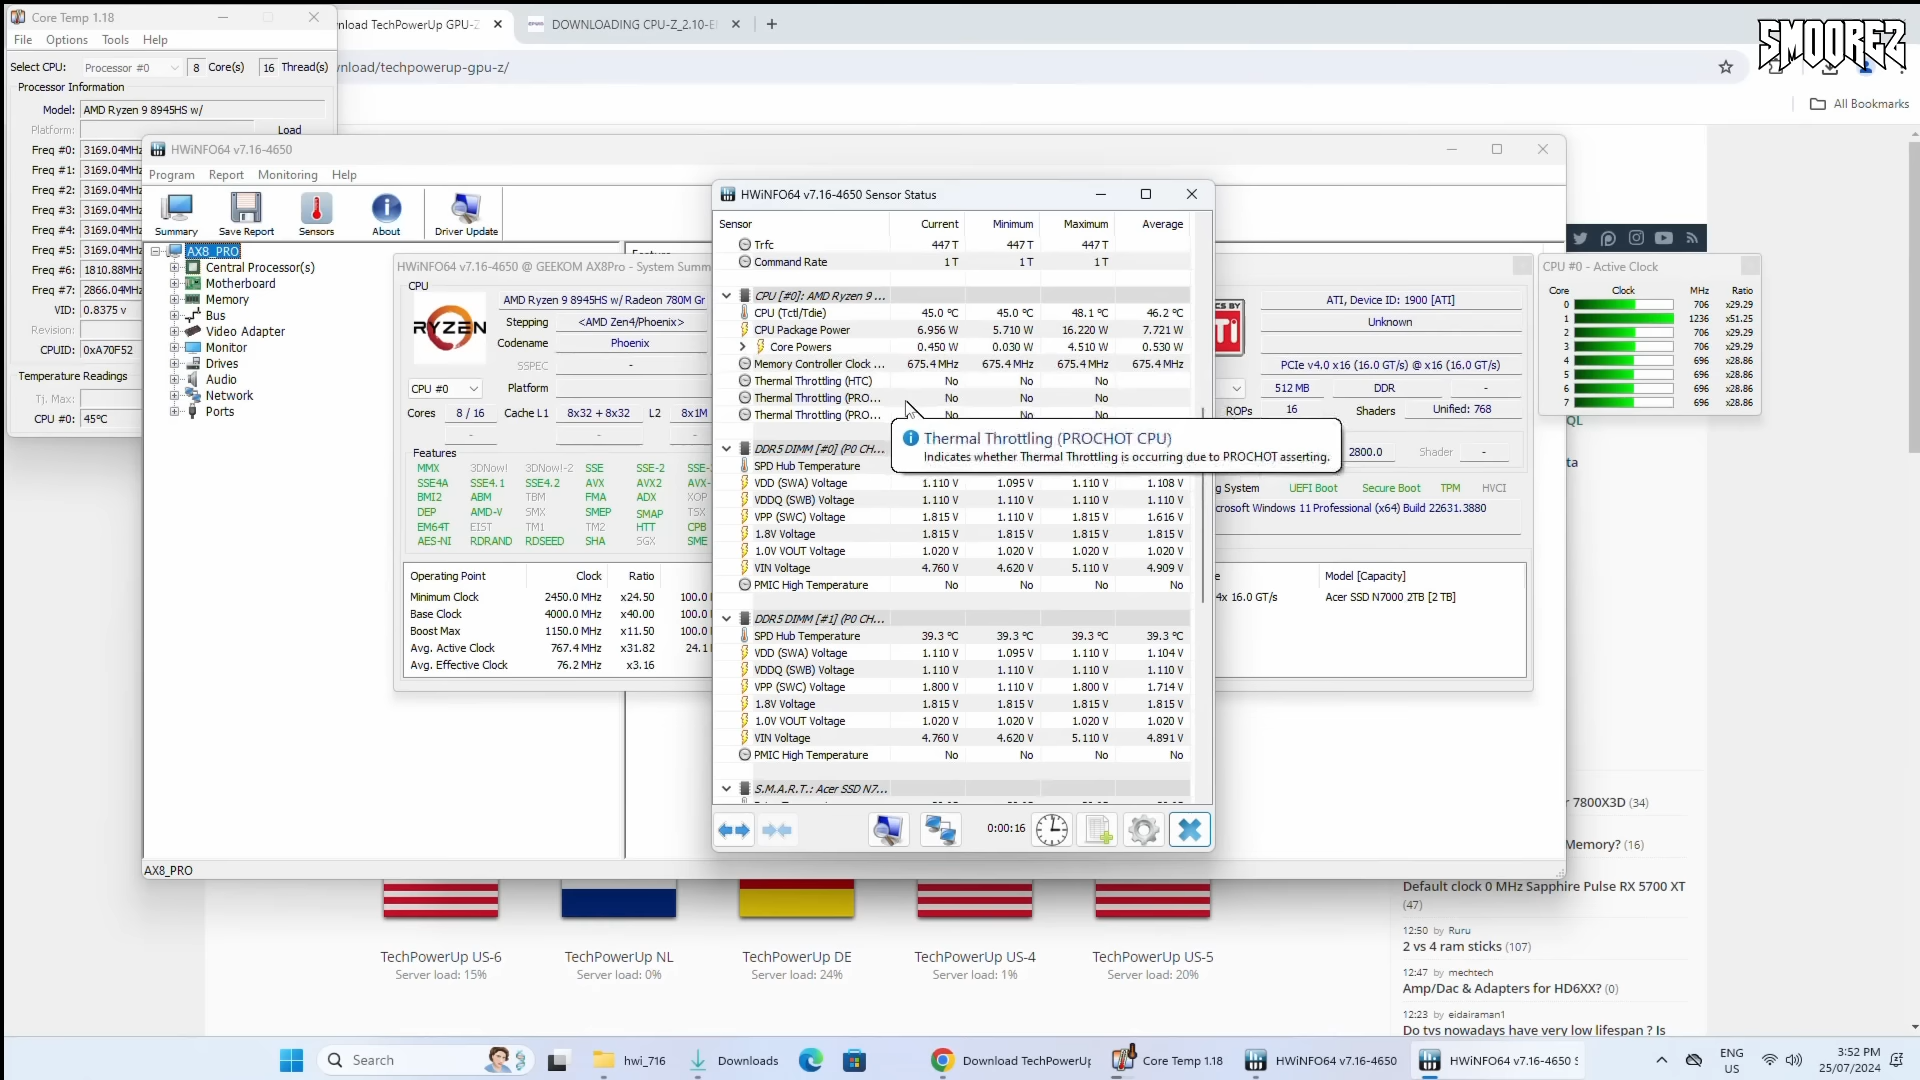 Core Temp 1.18
File Options Tools Help
Select CPU: Processor #0 8 Core(s) 16 Thread(s)
Processor Information
Model: AMD Ryzen 9 8945HS w/
Platform:
Load
Freq #0: 3169.04MHz
Freq #1: 3169.04MHz
Freq #2: 3169.04MHz
Freq #3: 3169.04MHz
Freq #4: 3169.04MHz
Freq #5: 3169.04MHz
Freq #6: 1810.88MHz
Freq #7: 2866.04MHz
VID: 0.8375 v
Revision:
CPUID: 0xA70F52
Temperature Readings
Tj. Max:
CPU #0: 45°C
nload TechPowerUp GPU-Z
DOWNLOADING CPU-Z_2.10-E
nload/techpowerup-gpu-z/
All Bookmarks
SMOOREZ
HWiNFO64 v7.16-4650
Program Report Monitoring Help
Summary Save Report Sensors About Driver Update
AX8_PRO
Central Processor(s)
Motherboard
Memory
Bus
Video Adapter
Monitor
Drives
Audio
Network
Ports
Feature
AX8_PRO
HWiNFO64 v7.16-4650 @ GEEKOM AX8Pro - System Summ
CPU
RYZEN
AMD Ryzen 9 8945HS w/ Radeon 780M Gr
Stepping <AMD Zen4/Phoenix>
Codename Phoenix
SSPEC -
CPU #0 Platform
Cores 8 / 16 Cache L1 8x32 + 8x32 L2 8x1M
- - -
Features
MMX 3DNow! 3DNow!-2 SSE SSE-2 SSE-
SSE4A SSE4.1 SSE4.2 AVX AVX2 AVX-
BMI2 ABM TBM FMA ADX XOP
DEP AMD-V SMX SMEP SMAP TSX
EM64T EIST TM1 TM2 HTT CPB
AES-NI RDRAND RDSEED SHA SGX SME
Operating Point Clock Ratio
Minimum Clock 2450.0 MHz x24.50 100.0
Base Clock 4000.0 MHz x40.00 100.0
Boost Max 1150.0 MHz x11.50 100.0
Avg. Active Clock 767.4 MHz x31.82 24.1
Avg. Effective Clock 76.2 MHz x3.16
HWiNFO64 v7.16-4650 Sensor Status
Sensor Current Minimum Maximum Average
Trfc 447 T 447 T 447 T
Command Rate 1 T 1 T 1 T
CPU [#0]: AMD Ryzen 9 ...
CPU (Tctl/Tdie) 45.0 °C 45.0 °C 48.1 °C 46.2 °C
CPU Package Power 6.956 W 5.710 W 16.220 W 7.721 W
Core Powers 0.450 W 0.030 W 4.510 W 0.530 W
Memory Controller Clock ... 675.4 MHz 675.4 MHz 675.4 MHz 675.4 MHz
Thermal Throttling (HTC) No No No No
Thermal Throttling (PRO... No No No No
Thermal Throttling (PRO... No No No No
Thermal Throttling (PROCHOT CPU)
Indicates whether Thermal Throttling is occurring due to PROCHOT asserting.
DDR5 DIMM [#0] (P0 CH...
SPD Hub Temperature
VDD (SWA) Voltage 1.110 V 1.095 V 1.110 V 1.108 V
VDDQ (SWB) Voltage 1.110 V 1.110 V 1.110 V 1.110 V
VPP (SWC) Voltage 1.815 V 1.110 V 1.815 V 1.616 V
1.8V Voltage 1.815 V 1.815 V 1.815 V 1.815 V
1.0V VOUT Voltage 1.020 V 1.020 V 1.020 V 1.020 V
VIN Voltage 4.760 V 4.620 V 5.110 V 4.909 V
PMIC High Temperature No No No No
DDR5 DIMM [#1] (P0 CH...
SPD Hub Temperature 39.3 °C 39.3 °C 39.3 °C 39.3 °C
VDD (SWA) Voltage 1.110 V 1.095 V 1.110 V 1.104 V
VDDQ (SWB) Voltage 1.110 V 1.110 V 1.110 V 1.110 V
VPP (SWC) Voltage 1.800 V 1.110 V 1.800 V 1.714 V
1.8V Voltage 1.815 V 1.815 V 1.815 V 1.815 V
1.0V VOUT Voltage 1.020 V 1.020 V 1.020 V 1.020 V
VIN Voltage 4.760 V 4.620 V 5.110 V 4.891 V
PMIC High Temperature No No No No
S.M.A.R.T.: Acer SSD N7...
0:00:16
ATI, Device ID: 1900 [ATI]
Unknown
PCIe v4.0 x16 (16.0 GT/s) @ x16 (16.0 GT/s)
512 MB DDR -
ROPs 16 Shaders Unified: 768
2800.0 Shader -
g System UEFI Boot Secure Boot TPM HVCI
crosoft Windows 11 Professional (x64) Build 22631.3880
e Model [Capacity]
4x 16.0 GT/s Acer SSD N7000 2TB [2 TB]
CPU #0 - Active Clock
Core Clock MHz Ratio
0 706 x29.29
1 1236 x51.25
2 706 x29.29
3 706 x29.29
4 696 x28.86
5 696 x28.86
6 696 x28.86
7 696 x28.86
QL
ta
r 7800X3D (34)
Memory? (16)
Default clock 0 MHz Sapphire Pulse RX 5700 XT
(47)
12:50 by Ruru
2 vs 4 ram sticks (107)
12:47 by mechtech
Amp/Dac & Adapters for HD6XX? (0)
12:23 by eidairaman1
Do tvs nowadays have very low lifespan ? Is
TechPowerUp US-6
Server load: 15%
TechPowerUp NL
Server load: 0%
TechPowerUp DE
Server load: 24%
TechPowerUp US-4
Server load: 1%
TechPowerUp US-5
Server load: 20%
Search
hwi_716
Downloads
Download TechPowerU
Core Temp 1.18
HWiNFO64 v7.16-4650
HWiNFO64 v7.16-4650 S
ENG
US
3:52 PM
25/07/2024